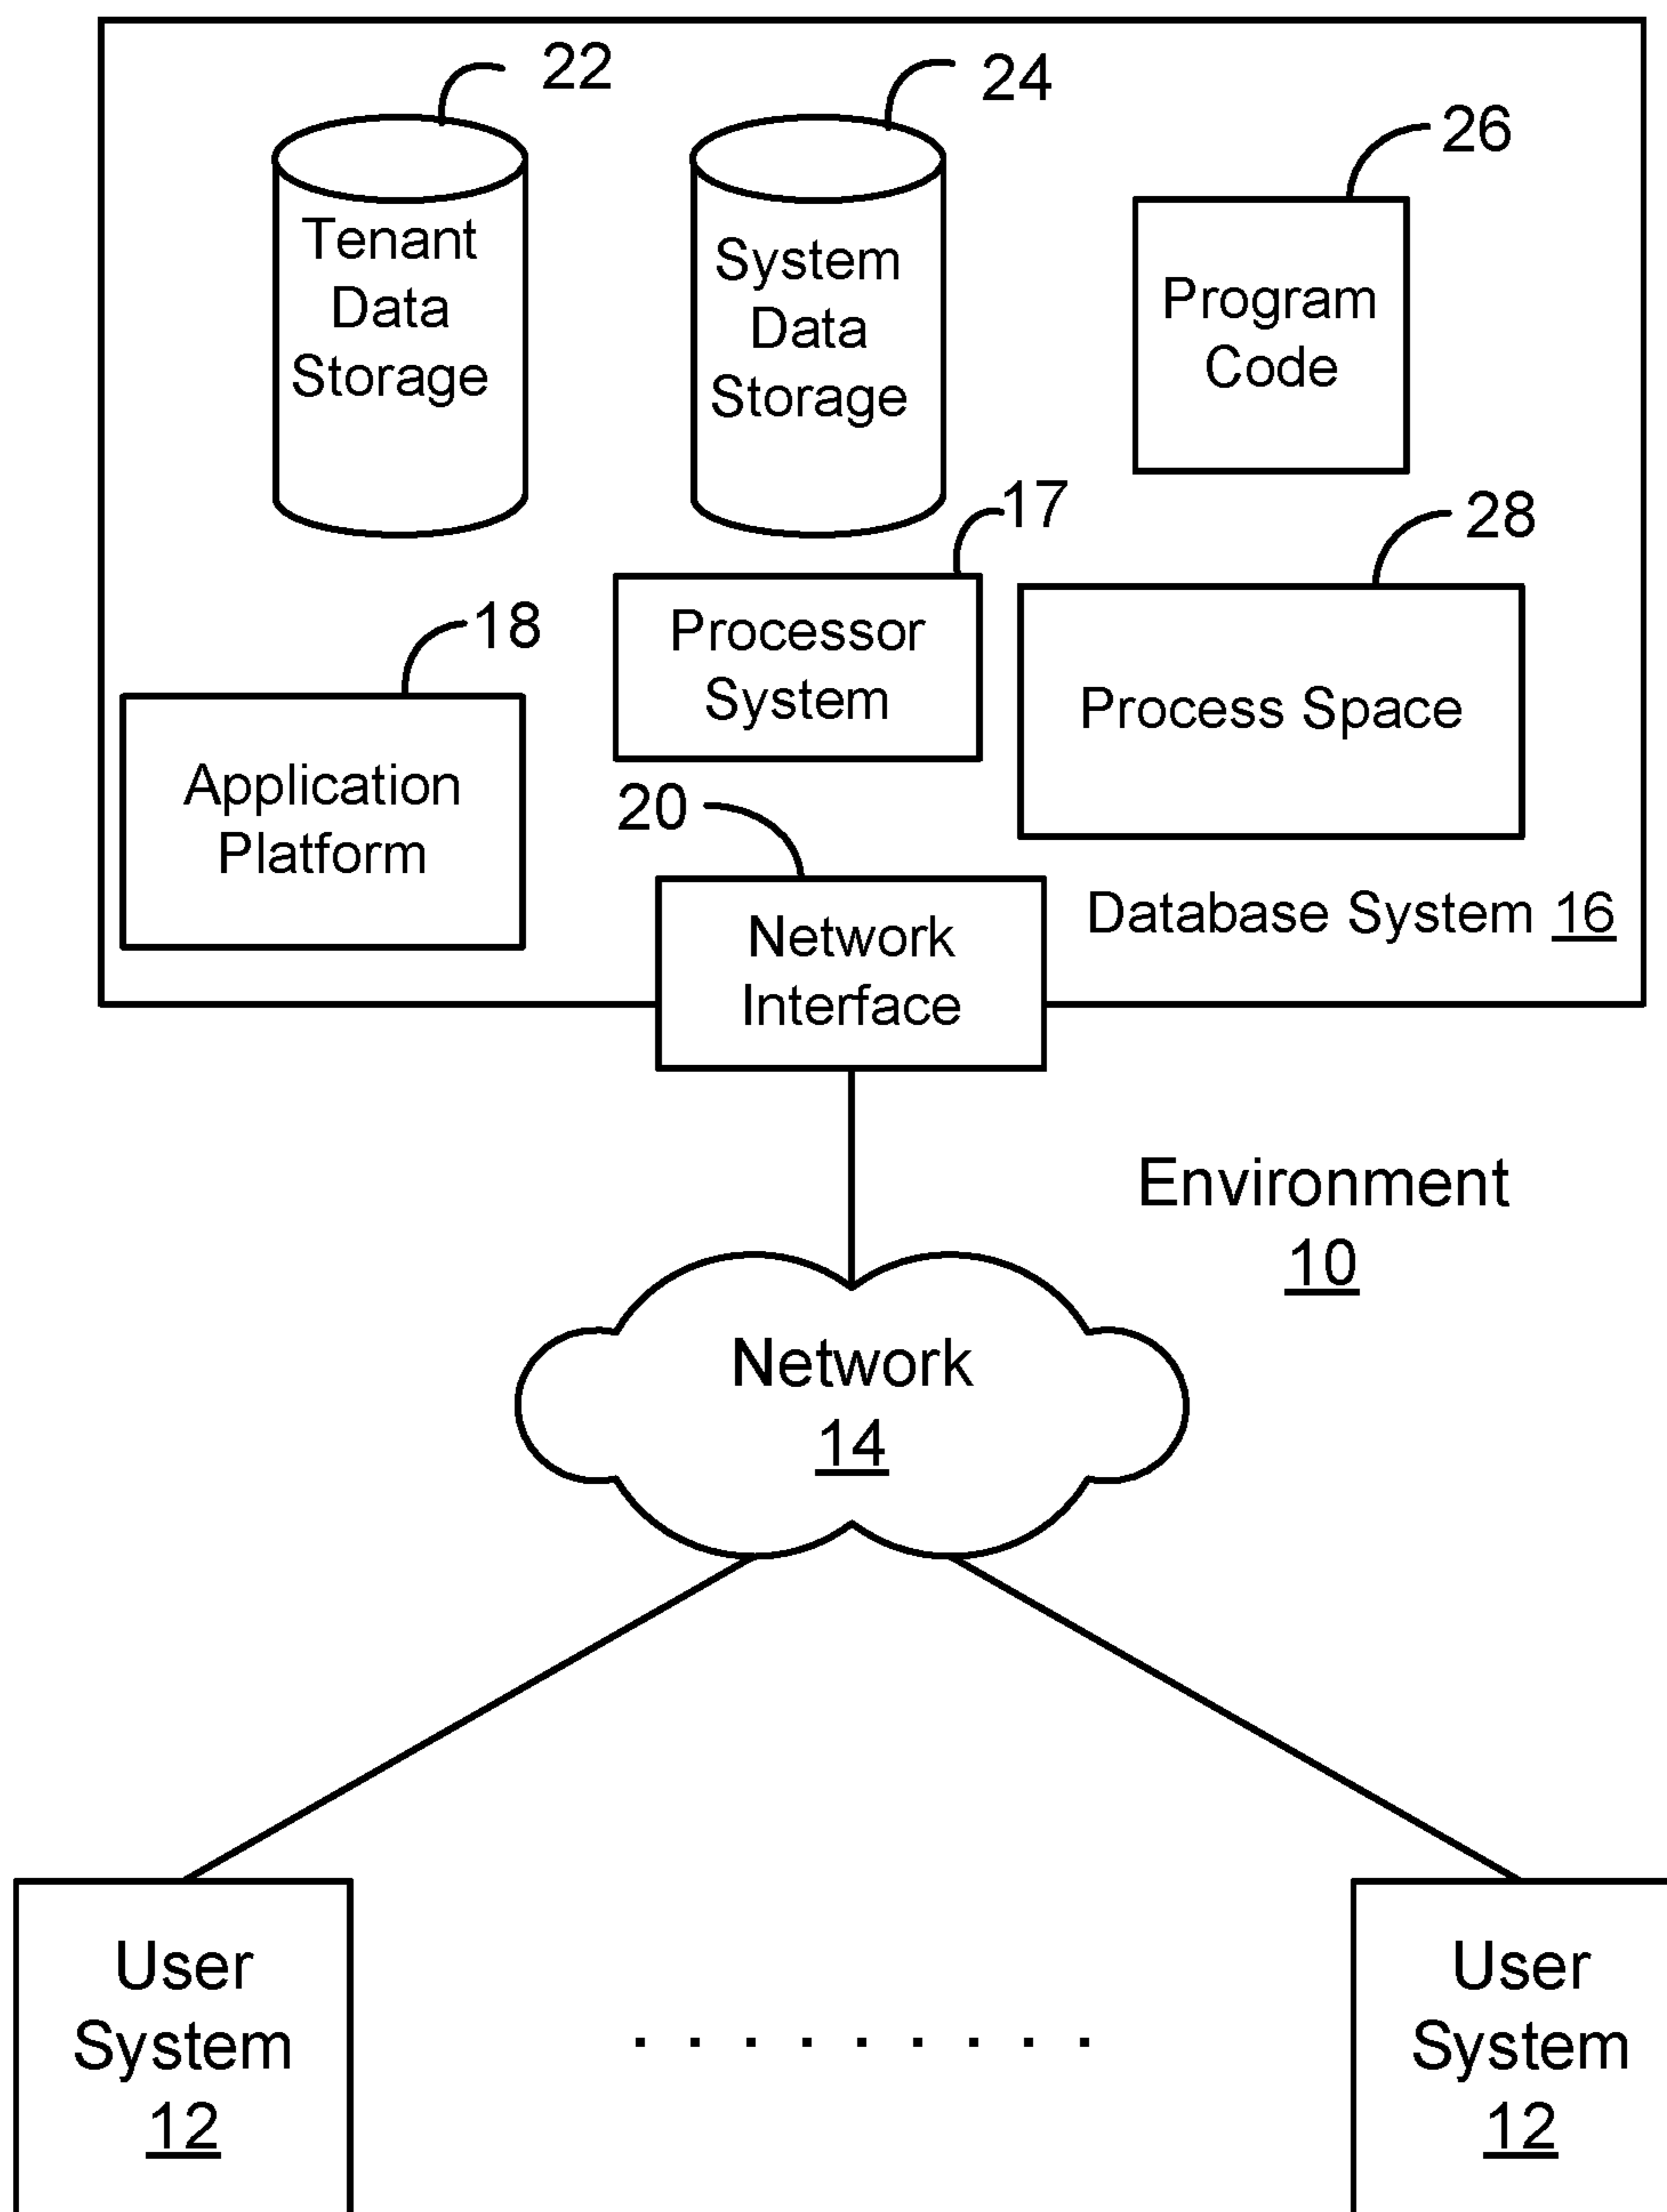 22
24
26
Tenant
Data
Storage
System
Data
Storage
Program
Code
17
28
18
Processor
System
Process Space
Application
Platform
20
Network
Interface
Database System 16
Environment
10
Network
14
User
System
12
. . . . . . . . .
User
System
12